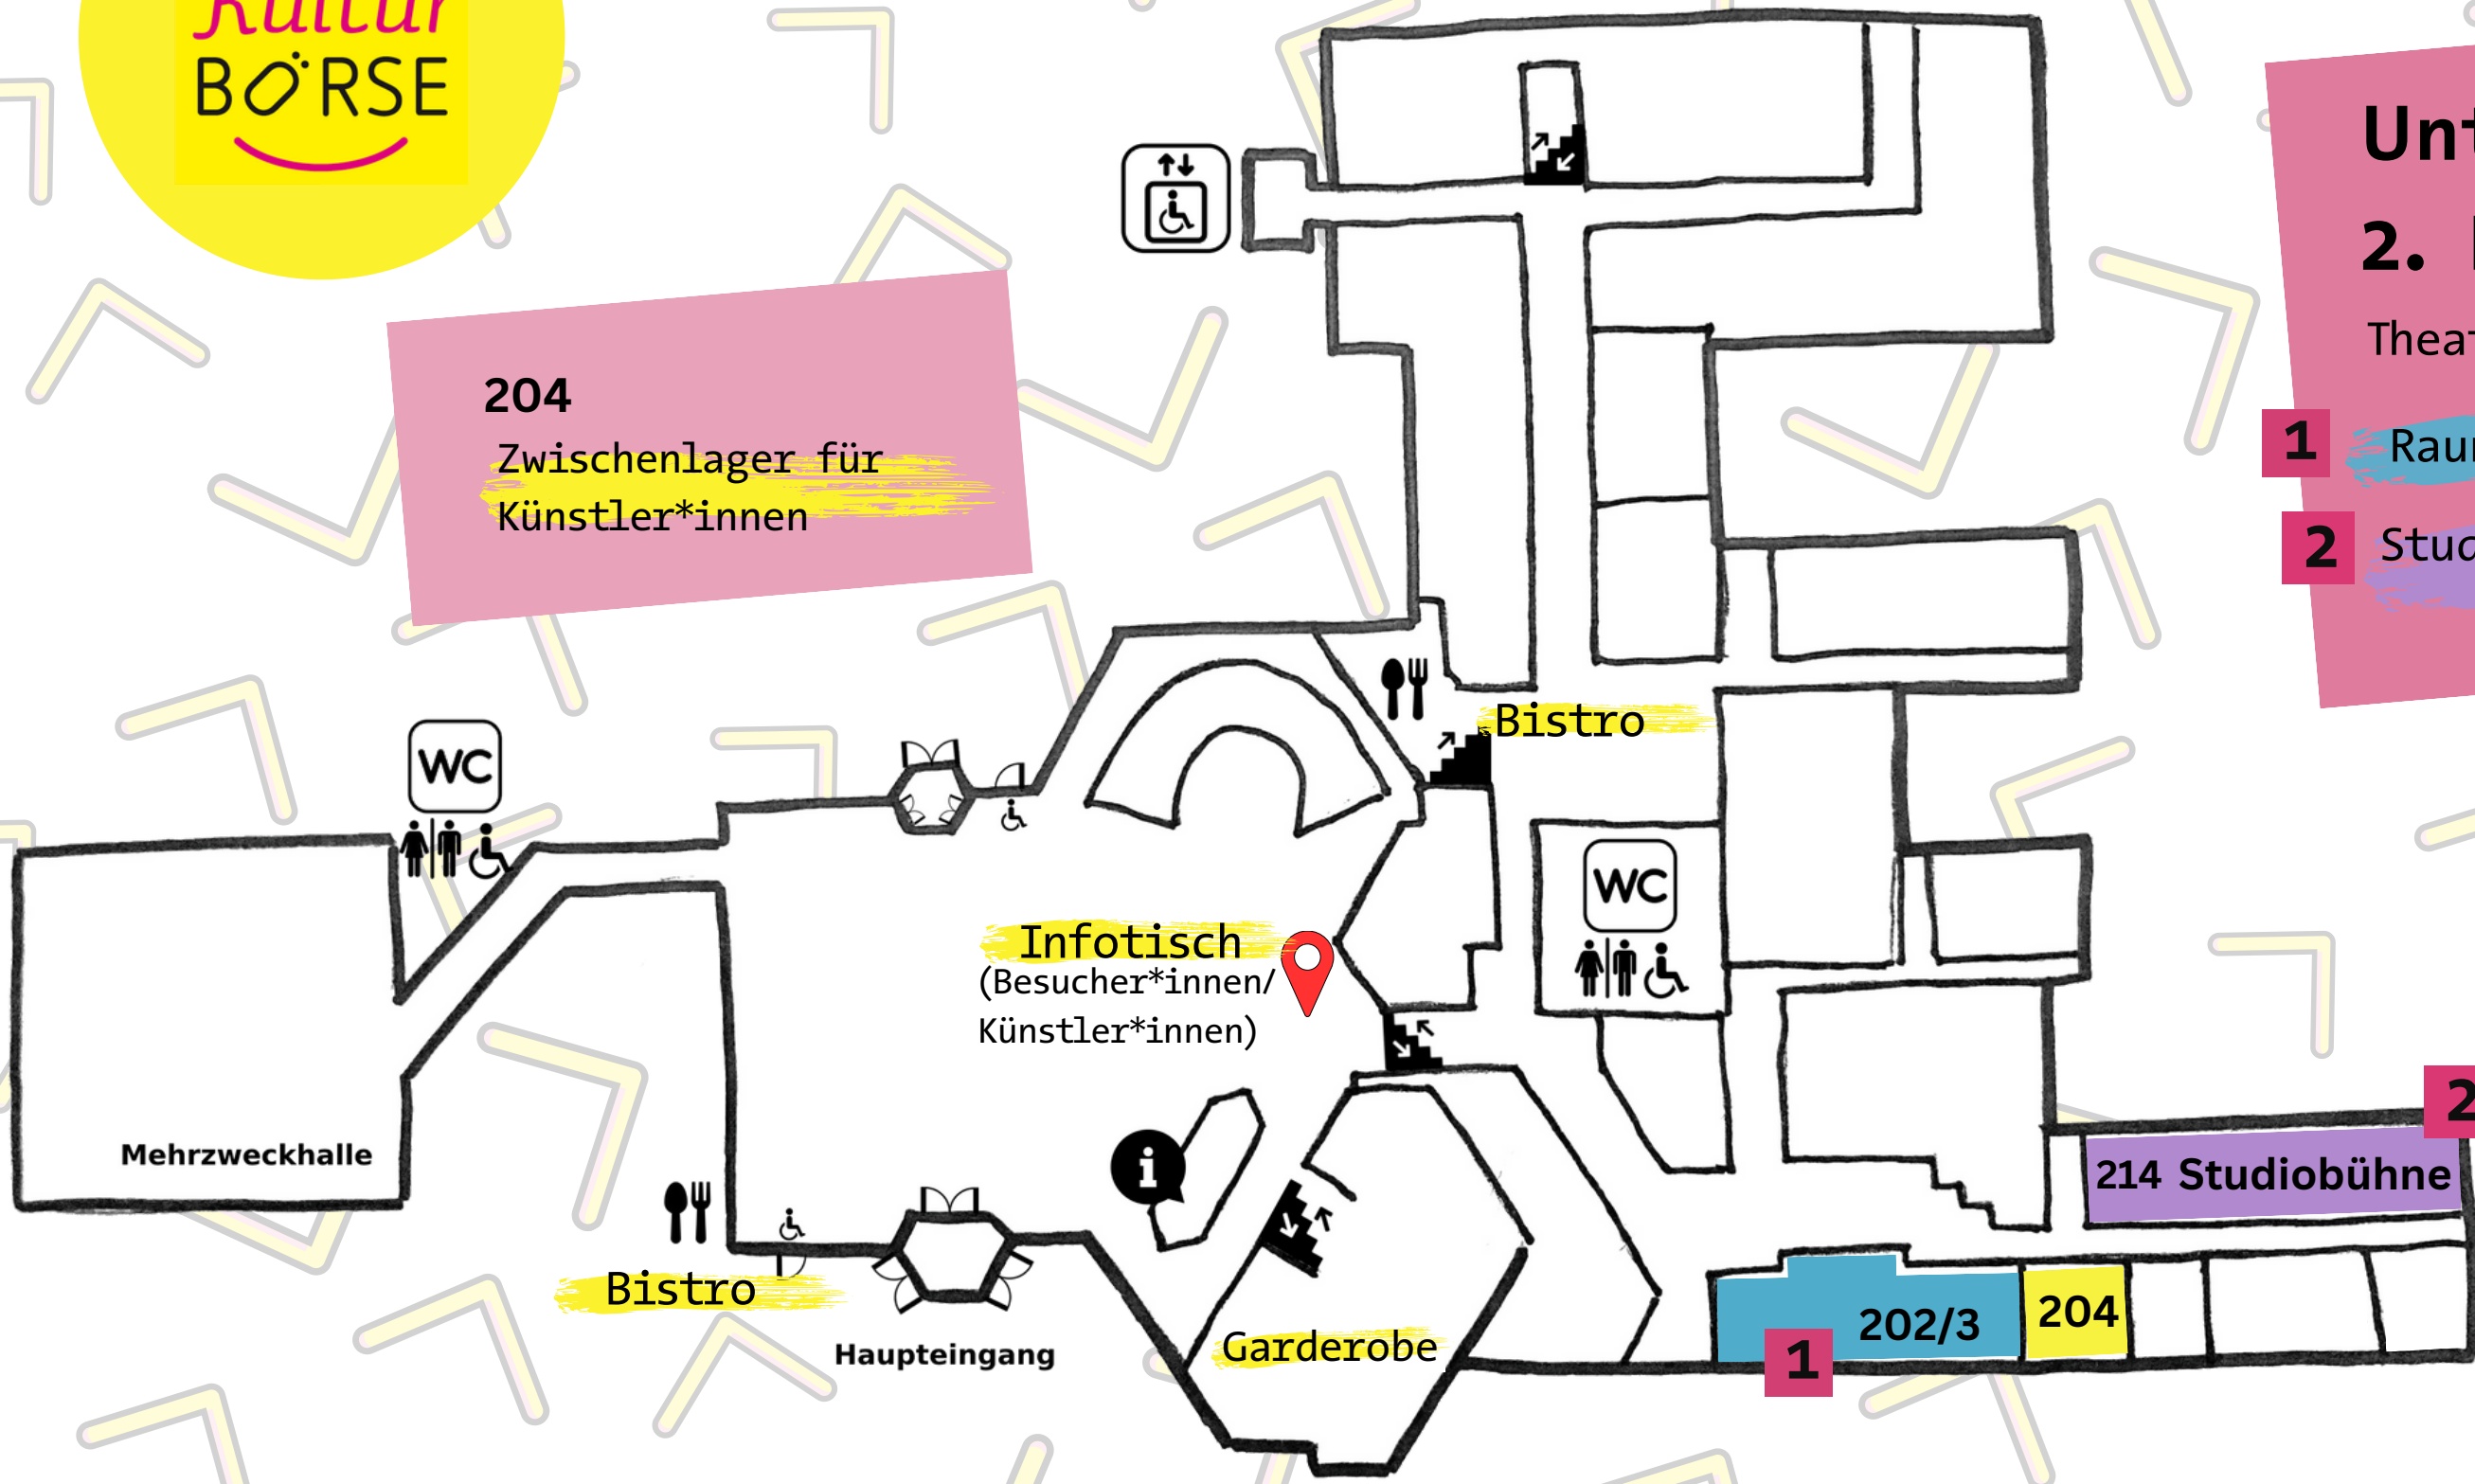 Kultur
BÖRSE
204
Zwischenlager für
Künstler*innen
2.
1
2
WC
Bistro
WC
Infotisch
(Besucher*innen/
Künstler*innen)
Mehrzweckhalle
i
2
214 Studiobühne
Bistro
Haupteingang
Garderobe
202/3
204
1